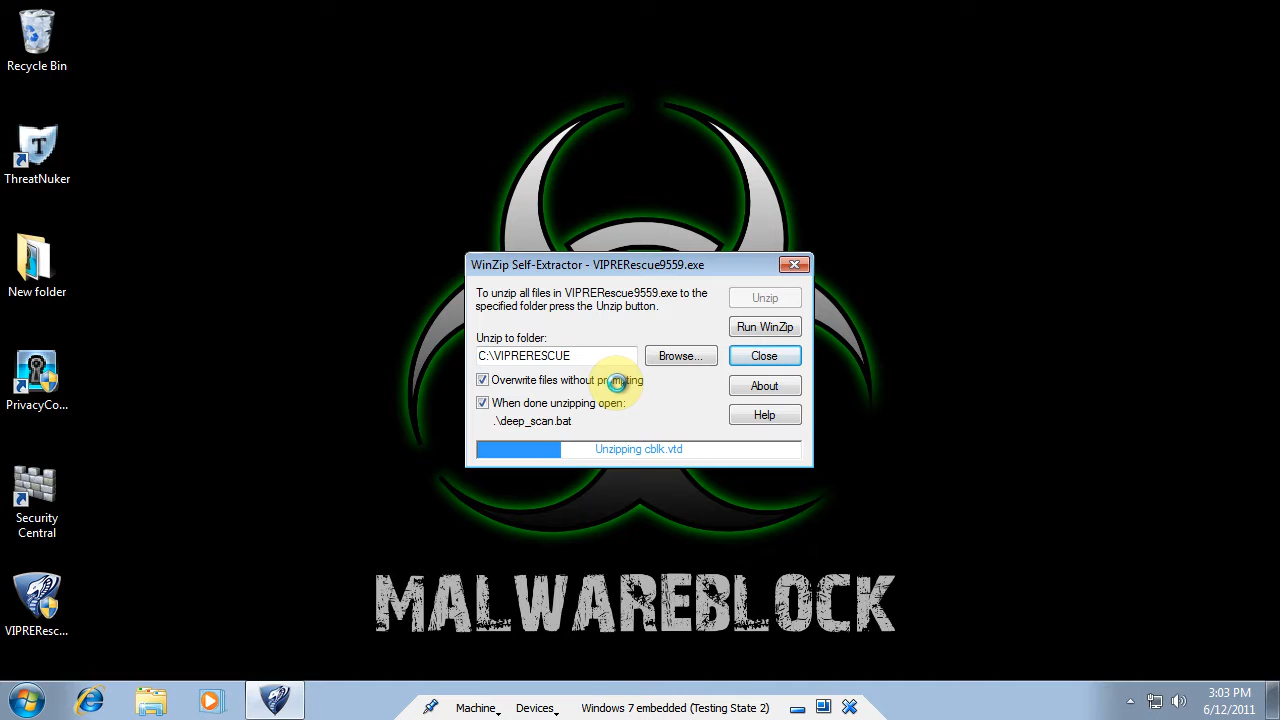 Recycle Bin
T
ThreatNuker
New folder
PrivacyCo...
Security
Central
VIPREResc...
WinZip Self-Extractor - VIPRERescue9559.exe
To unzip all files in VIPRERescue9559.exe to the
specified folder press the Unzip button.
Unzip to folder:
C:\VIPRERESCUE
Browse...
Overwrite files without prompting
When done unzipping open:
.\deep_scan.bat
Unzipping cblk.vtd
Unzip
Run WinZip
Close
About
Help
MALWAREBLOCK
Machine
Devices
Windows 7 embedded (Testing State 2)
3:03 PM
6/12/2011